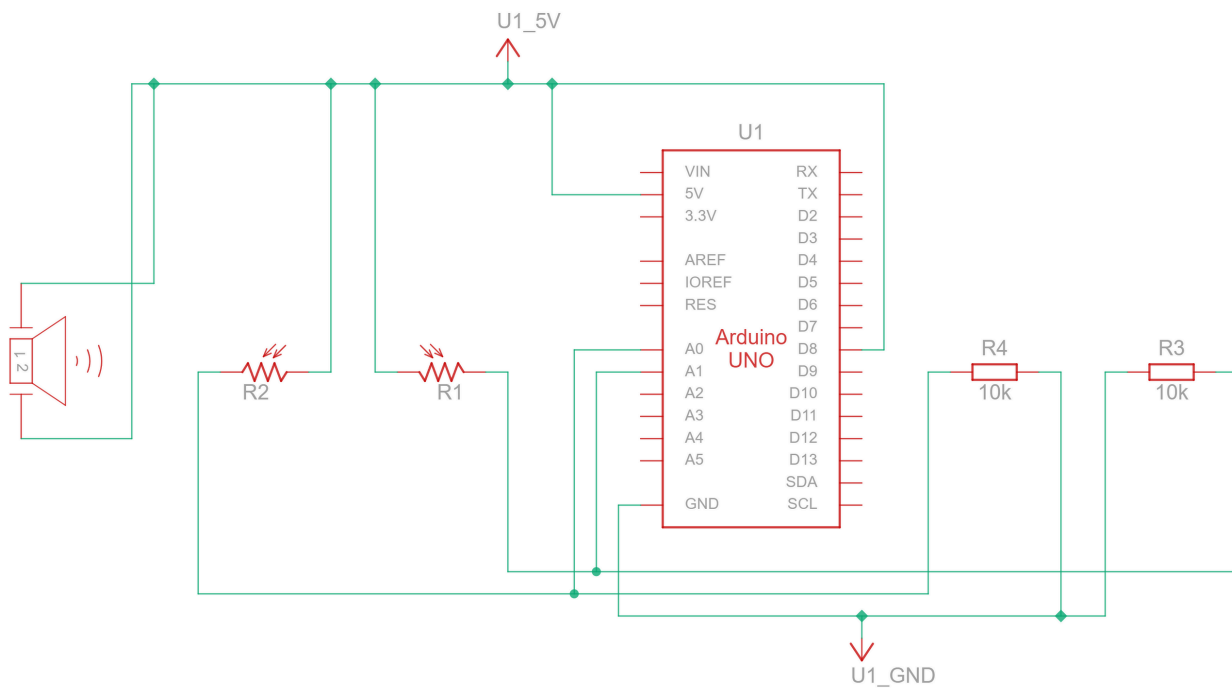 U1_5V
U1
VIN RX
5V TX
3.3V D2
D3
AREF D4
IOREF D5
RES D6
D7
Arduino
UNO
A0 D8
A1 D9
A2 D10
A3 D11
A4 D12
A5 D13
SDA
GND SCL
1 2
R2
R1
R4
10k
R3
10k
U1_GND